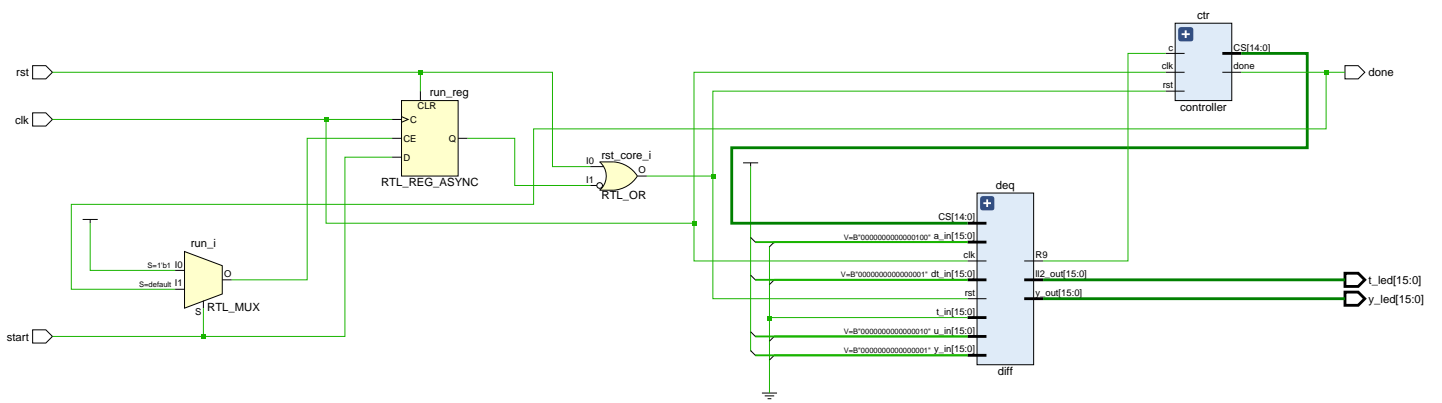 ctr
c
CS[14:0]
clk
done
rst
controller
rst
done
clk
run_reg
CLR
C
CE
Q
D
RTL_REG_ASYNC
rst_core_i
I0
O
I1
RTL_OR
deq
CS[14:0]
V=B"0000000000000100" a_in[15:0]
clk
R9
V=B"0000000000000001" dt_in[15:0]
ll2_out[15:0]
rst
y_out[15:0]
t_in[15:0]
V=B"0000000000000010" u_in[15:0]
V=B"0000000000000001" y_in[15:0]
diff
t_led[15:0]
y_led[15:0]
run_i
S=1'b1 I0
O
S=default I1
RTL_MUX
S
start